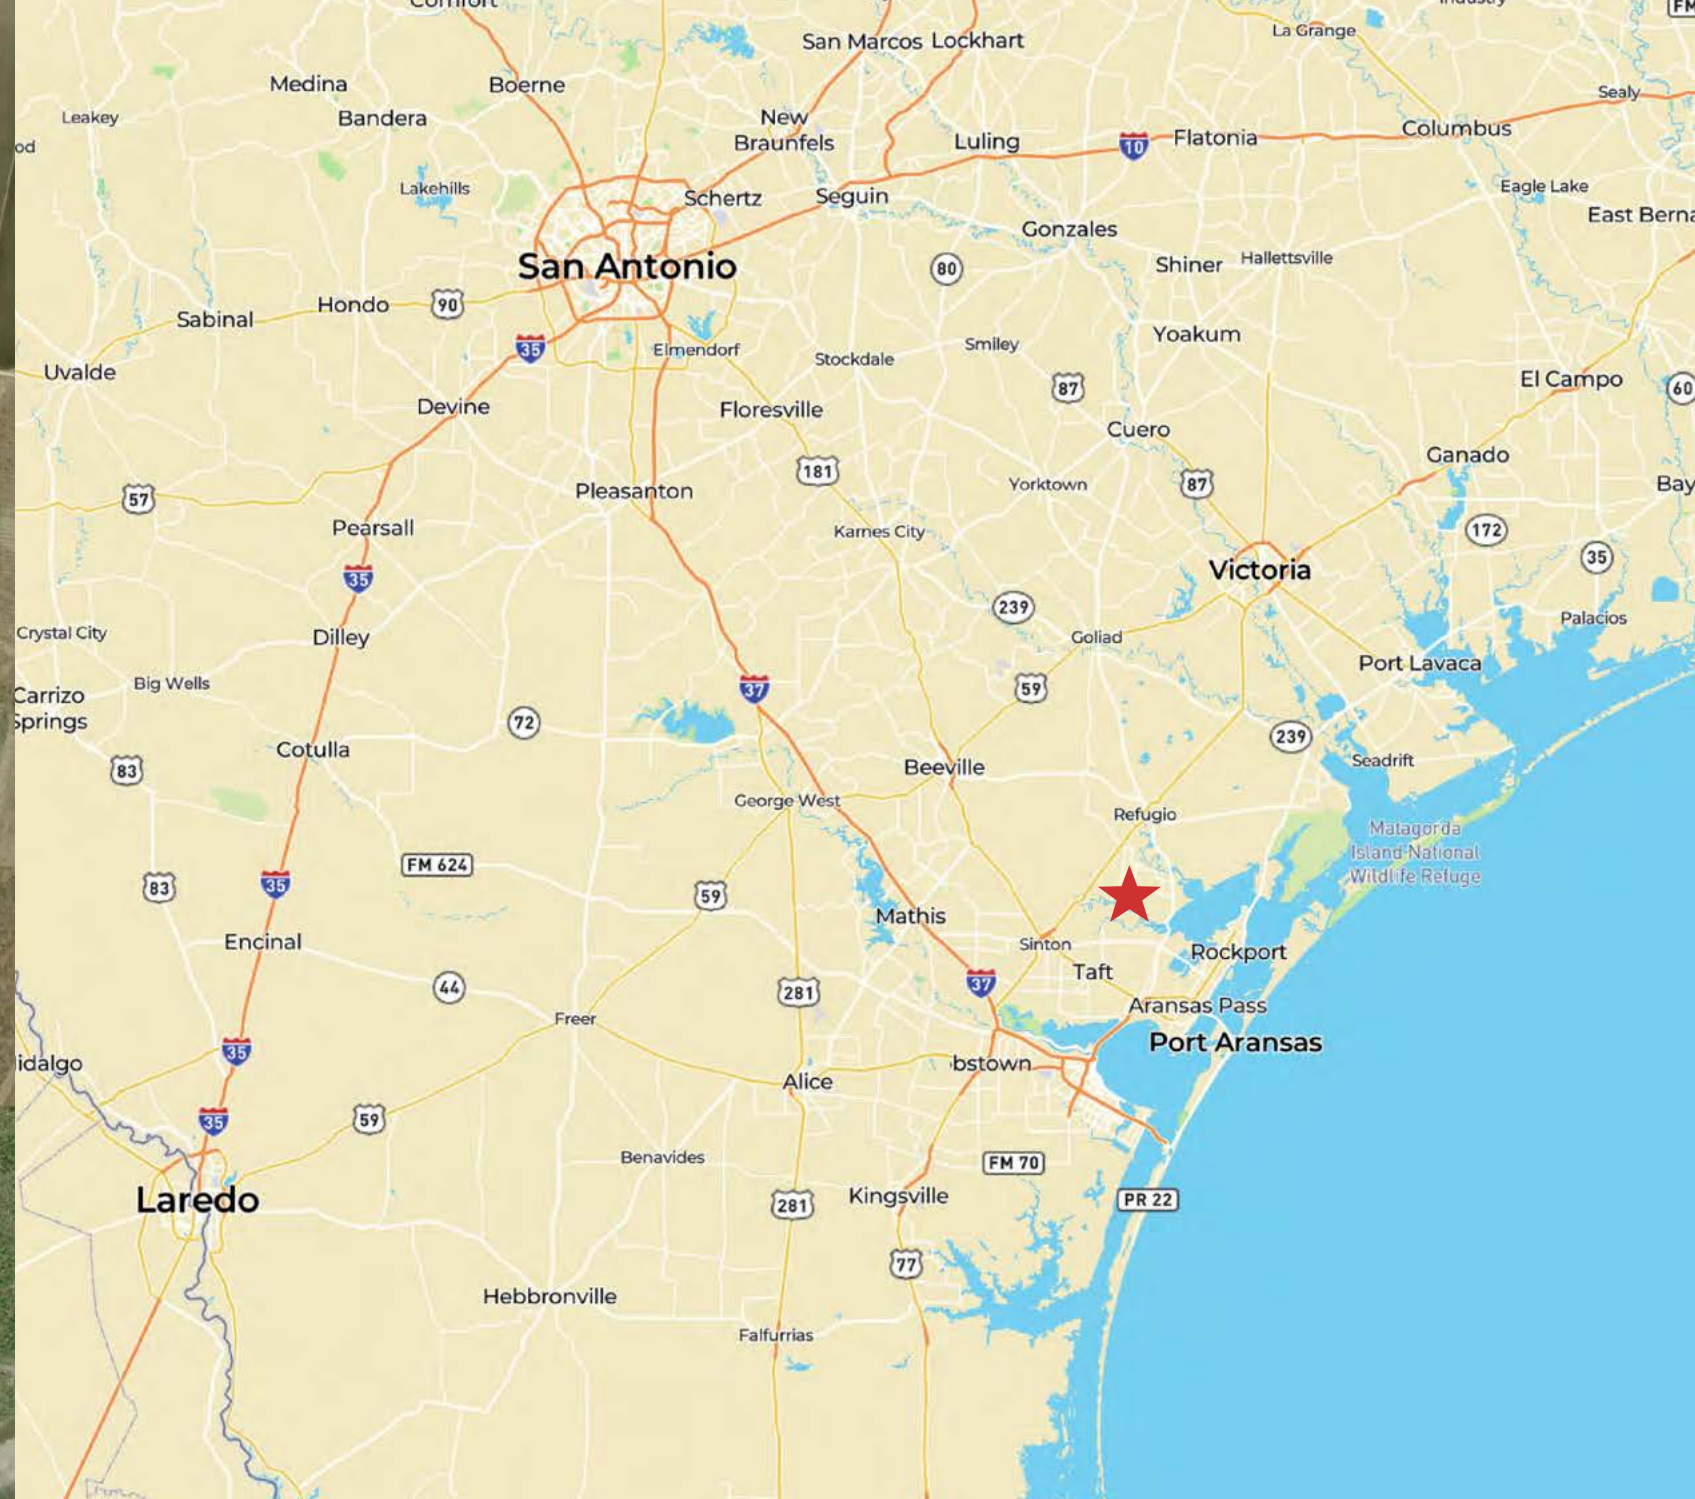 Comfort
San Marcos
Lockhart
La Grange
Industry
FM
Medina
Boerne
Leakey
Bandera
New
Braunfels
Luling
10
Flatonia
Columbus
Sealy
od
Lakehills
Schertz
Seguin
Eagle Lake
East Berna
Gonzales
San Antonio
80
Shiner
Hallettsville
Hondo
90
Sabinal
35
Elmendorf
Stockdale
Smiley
Yoakum
Uvalde
87
El Campo
60
Devine
Floresville
Cuero
Ganado
181
Pleasanton
Yorktown
87
Bay
57
Pearsall
Karnes City
172
35
35
Victoria
239
Palacios
Crystal City
Dilley
Goliad
Port Lavaca
Big Wells
Carrizo
Springs
37
59
72
239
Cotulla
83
Beeville
Seadrift
George West
Refugio
Matagorda
Island National
Wildlife Refuge
FM 624
83
35
59
Mathis
Encinal
Sinton
Rockport
Taft
44
281
37
Aransas Pass
Freer
Port Aransas
35
lidalgo
bstown
Alice
35
59
Benavides
FM 70
Laredo
281
Kingsville
PR 22
77
Hebbronville
Falfurrias